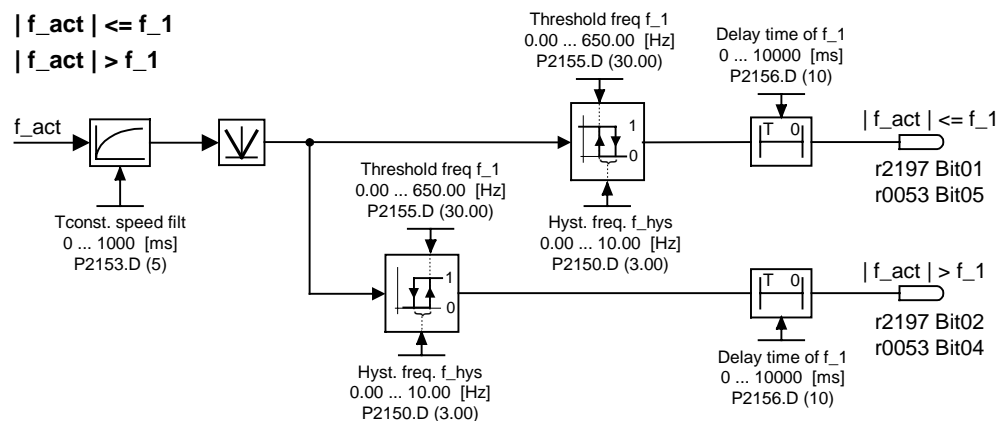 | f_act | <= f_1
| f_act | > f_1
f_act
Tconst. speed filt
0 ... 1000 [ms]
P2153.D (5)
Threshold freq f_1
0.00 ... 650.00 [Hz]
P2155.D (30.00)
1
0
Hyst. freq. f_hys
0.00 ... 10.00 [Hz]
P2150.D (3.00)
Delay time of f_1
0 ... 10000 [ms]
P2156.D (10)
T 0
| f_act | <= f_1
r2197 Bit01
r0053 Bit05
Threshold freq f_1
0.00 ... 650.00 [Hz]
P2155.D (30.00)
1
0
Hyst. freq. f_hys
0.00 ... 10.00 [Hz]
P2150.D (3.00)
T 0
Delay time of f_1
0 ... 10000 [ms]
P2156.D (10)
| f_act | > f_1
r2197 Bit02
r0053 Bit04